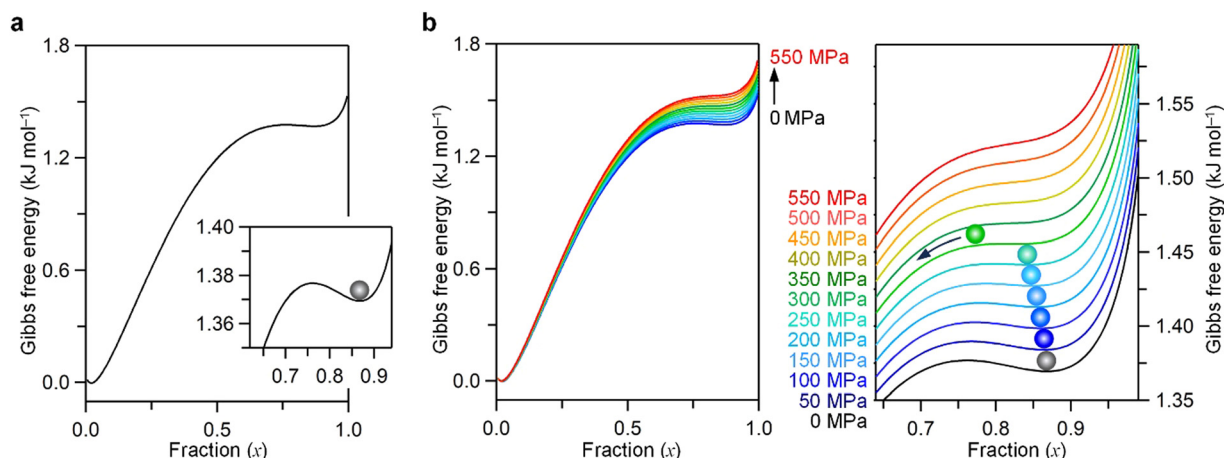 a
1.8
1.2
0.6
0.0
Gibbs free energy (kJ mol⁻¹)
0.0
0.5
1.0
Fraction (x)
1.40
1.38
1.36
0.7
0.8
0.9
b
1.8
1.2
0.6
0.0
Gibbs free energy (kJ mol⁻¹)
0.0
0.5
1.0
Fraction (x)
550 MPa
0 MPa
550 MPa
500 MPa
450 MPa
400 MPa
350 MPa
300 MPa
250 MPa
200 MPa
150 MPa
100 MPa
50 MPa
0 MPa
0.7
0.8
0.9
Fraction (x)
1.55
1.50
1.45
1.40
1.35
Gibbs free energy (kJ mol⁻¹)